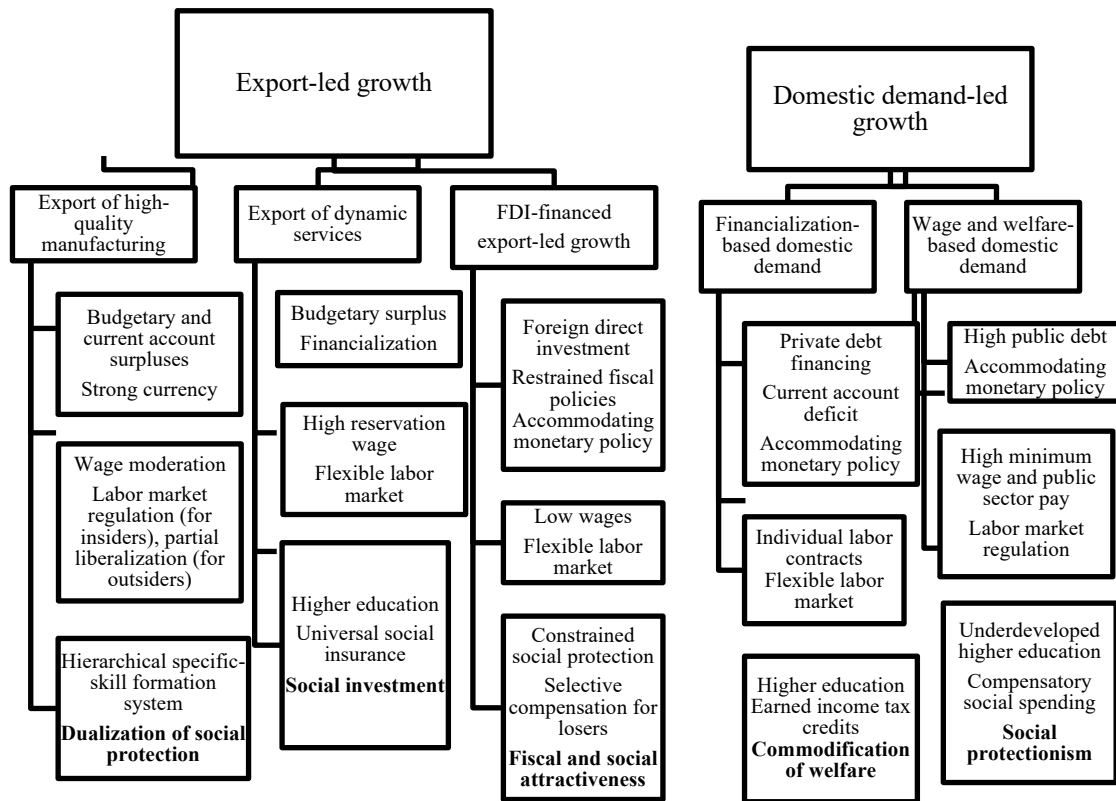 Export-led growth
Domestic demand-led
growth
Export of high-
quality
manufacturing
Export of dynamic
services
FDI-financed
export-led growth
Financialization-
based domestic
demand
Wage and welfare-
based domestic
demand
Budgetary and
current account
surpluses
Strong currency
Wage moderation
Labor market
regulation (for
insiders), partial
liberalization (for
outsiders)
Hierarchical specific-
skill formation
system
Dualization of social
protection
Budgetary surplus
Financialization
High reservation
wage
Flexible labor
market
Higher education
Universal social
insurance
Social investment
Foreign direct
investment
Restrained fiscal
policies
Accommodating
monetary policy
Low wages
Flexible labor
market
Constrained
social protection
Selective
compensation for
losers
Fiscal and social
attractiveness
Private debt
financing
Current account
deficit
Accommodating
monetary policy
Individual labor
contracts
Flexible labor
market
Higher education
Earned income tax
credits
Commodification
of welfare
High public debt
Accommodating
monetary policy
High minimum
wage and public
sector pay
Labor market
regulation
Underdeveloped
higher education
Compensatory
social spending
Social
protectionism